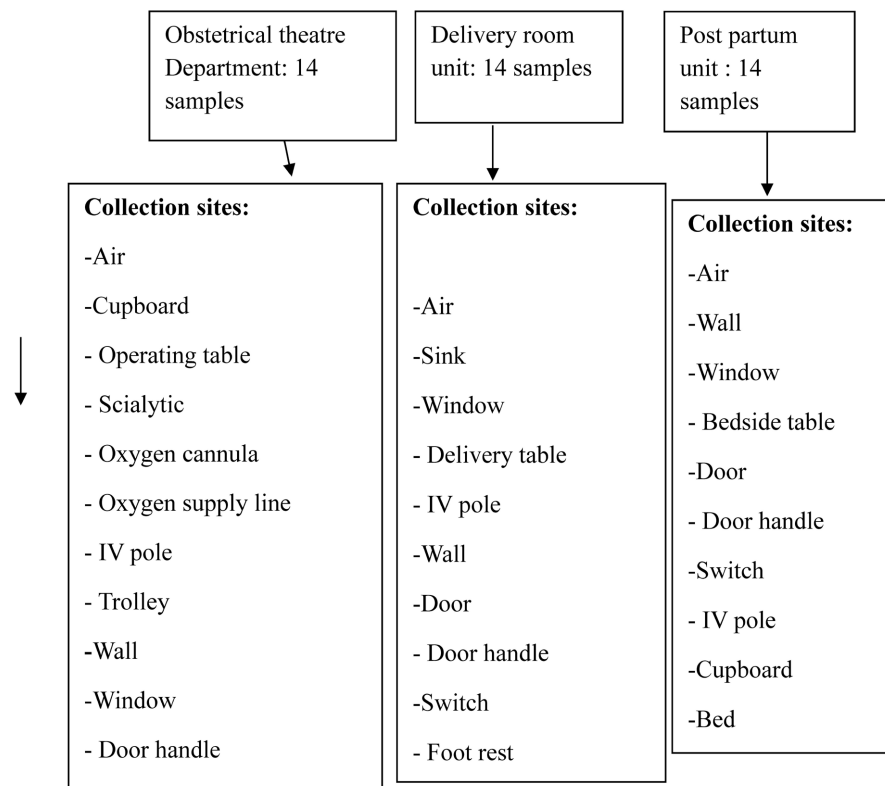 Obstetrical theatre
Department: 14
samples
Delivery room
unit: 14 samples
Post partum
unit : 14
samples
Collection sites:
-Air
-Cupboard
- Operating table
- Scialytic
- Oxygen cannula
- Oxygen supply line
- IV pole
- Trolley
-Wall
-Window
- Door handle
Collection sites:
-Air
-Sink
-Window
- Delivery table
- IV pole
-Wall
-Door
- Door handle
-Switch
- Foot rest
Collection sites:
-Air
-Wall
-Window
- Bedside table
-Door
- Door handle
-Switch
- IV pole
-Cupboard
-Bed